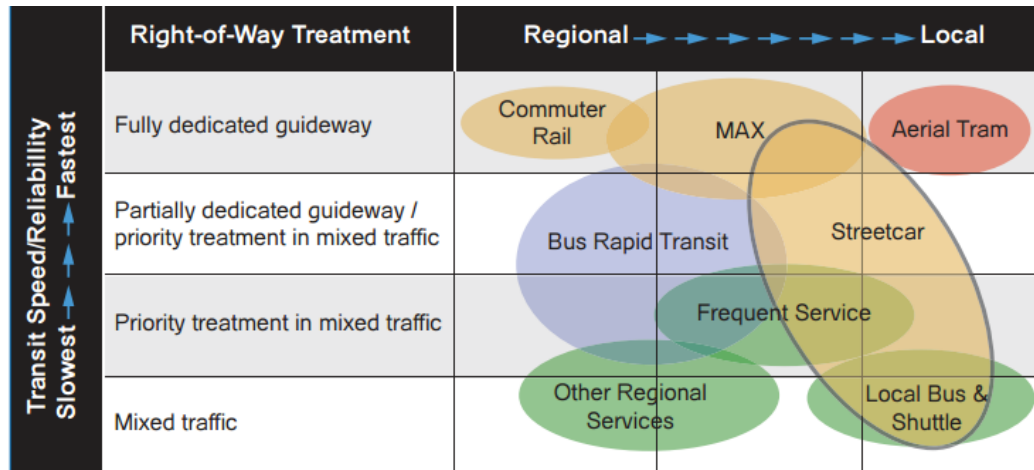 Transit Speed/Reliabillity
Slowest Fastest
Right-of-Way Treatment
Regional Local
Fully dedicated guideway
Commuter
Rail
MAX
Aerial Tram
Partially dedicated guideway /
priority treatment in mixed traffic
Bus Rapid Transit
Streetcar
Priority treatment in mixed traffic
Frequent Service
Mixed traffic
Other Regional
Services
Local Bus &
Shuttle